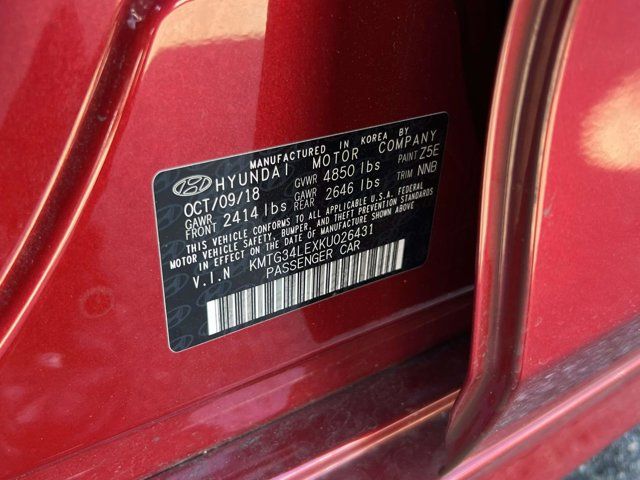 MANUFACTURED IN KOREA BY
HYUNDAI MOTOR COMPANY
OCT/09/18 GVWR 4850 lbs PAINT Z5E
GAWR FRONT 2414 lbs GAWR REAR 2646 lbs TRIM NNB
THIS VEHICLE CONFORMS TO ALL APPLICABLE U.S.A. FEDERAL
MOTOR VEHICLE SAFETY, BUMPER, AND THEFT PREVENTION
STANDARDS IN EFFECT ON THE DATE OF MANUFACTURE SHOWN ABOVE.
V.I.N KMTG34LEXKU026431
PASSENGER CAR